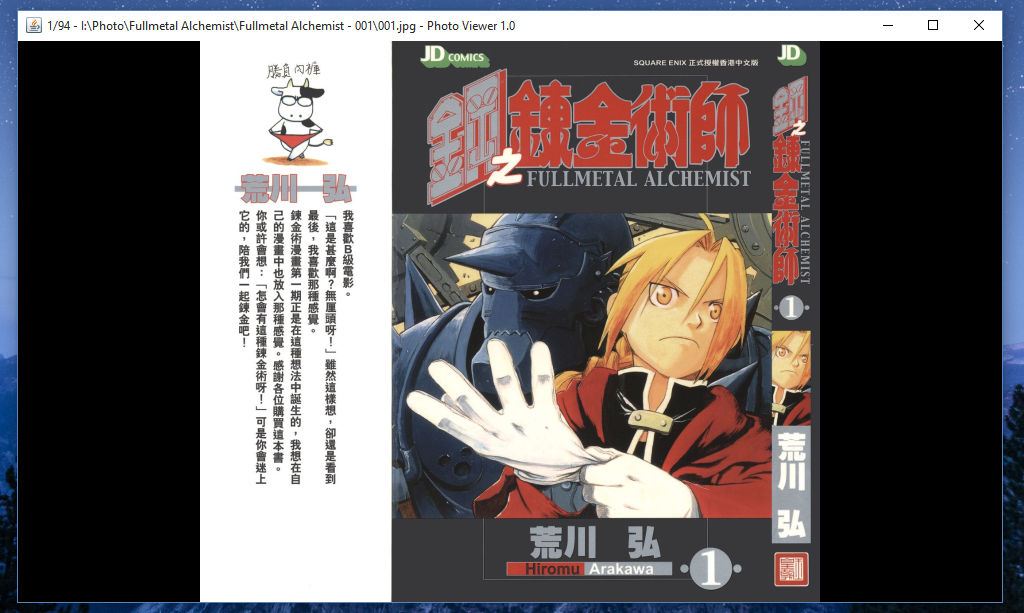 1/94 - I:\Photo\Fullmetal Alchemist\Fullmetal Alchemist - 001\001.jpg - Photo Viewer 1.0
勝負內褲
荒川 弘
我喜歡B級電影。
「這是甚麼啊？無厘頭呀！」雖然這樣想，卻還是看到
最後，我喜歡那種感覺。
鍊金術漫畫第一期正是在這種想法中誕生的，我想在自
己的漫畫中也放入那種感覺。感謝各位購買這本書。
你或許會想：「怎會有這種鍊金術呀！」可是你會迷上
它的，陪我們一起鍊金吧！
JD COMICS
SQUARE ENIX 正式授權香港中文版
鋼之鍊金術師
FULLMETAL ALCHEMIST
荒川 弘
Hiromu Arakawa
1
JD
鋼之鍊金術師
FULLMETAL ALCHEMIST
1
荒川 弘